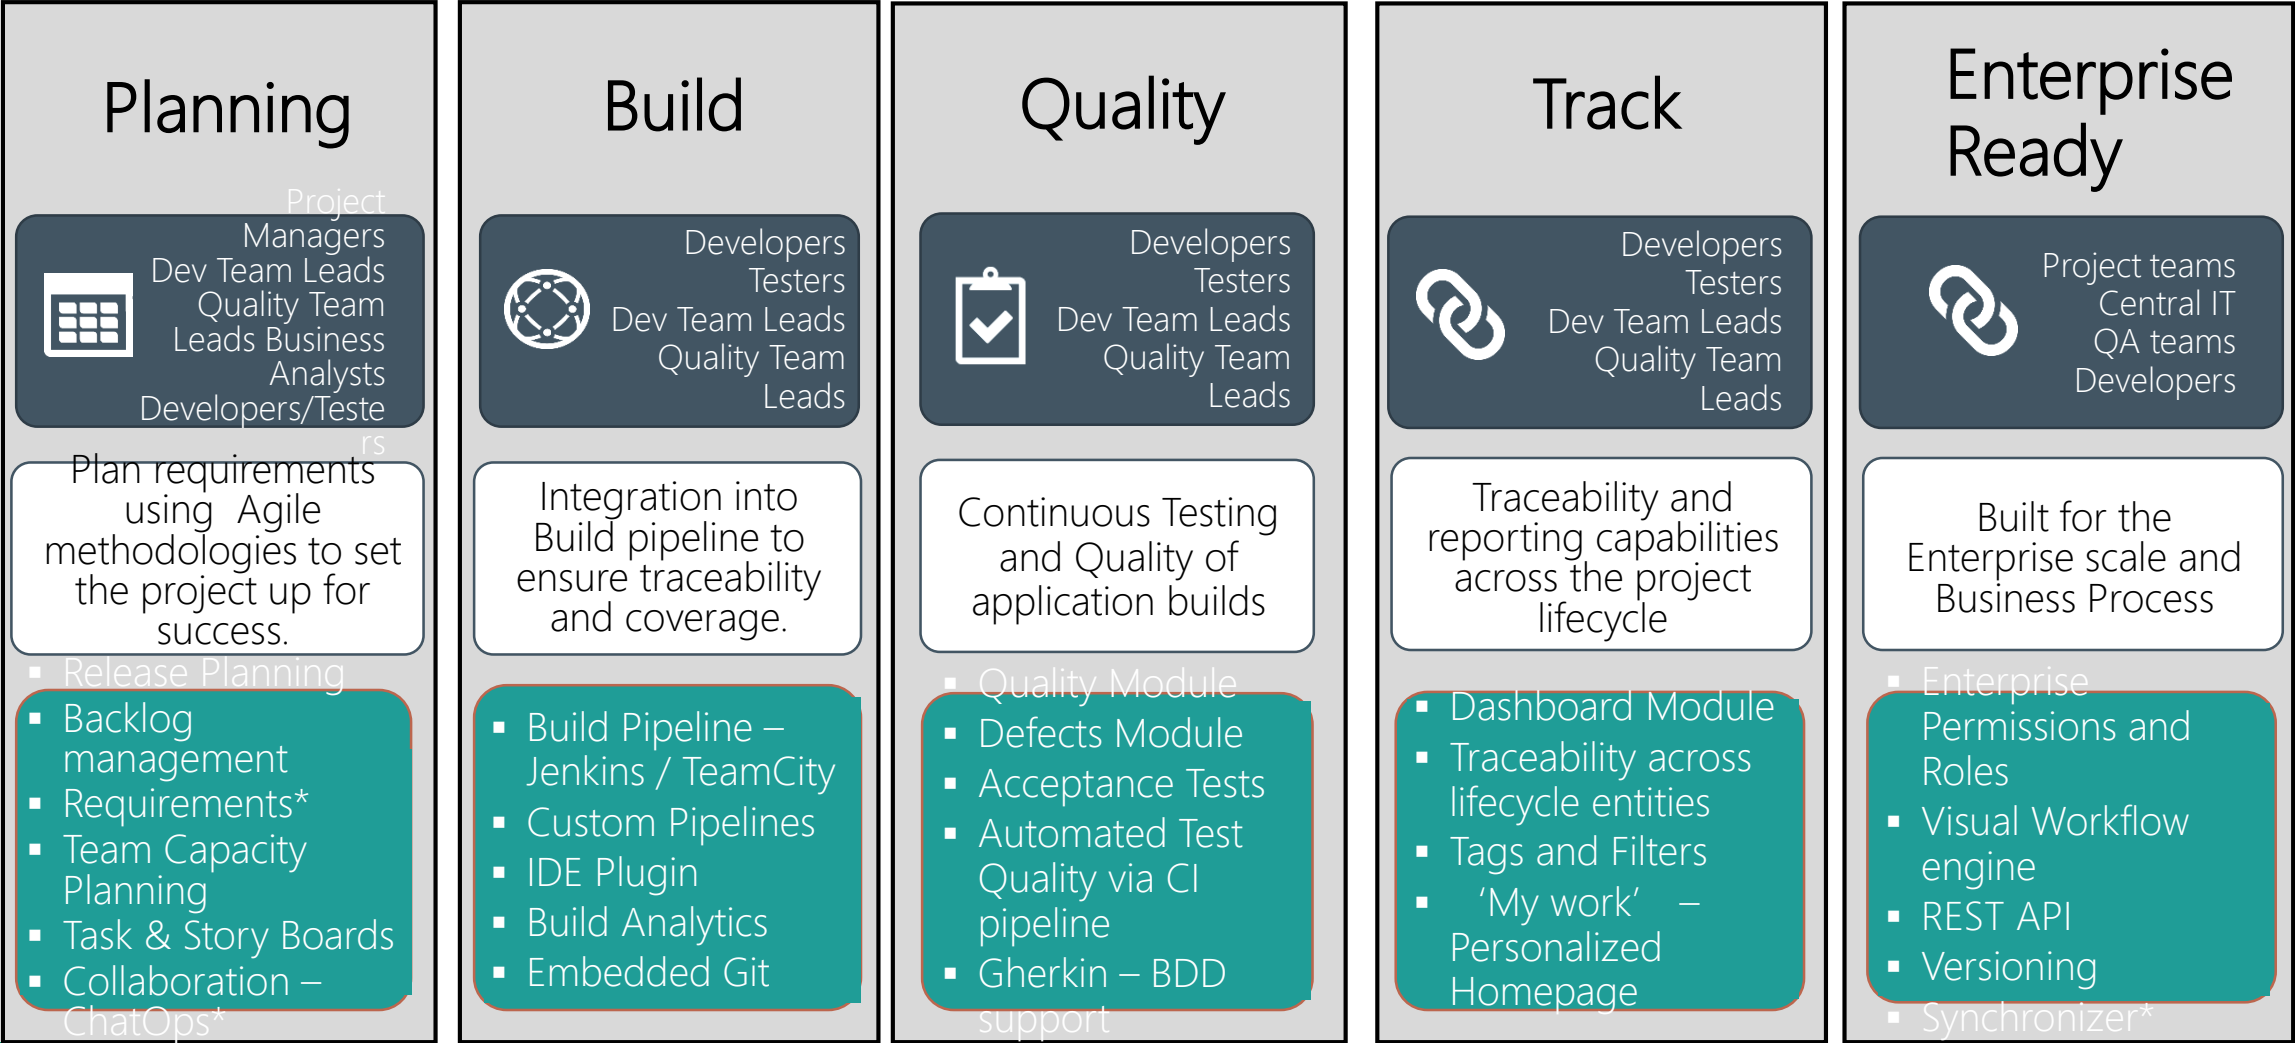 Planning
Project
Managers
Dev Team Leads
Quality Team
Leads Business
Analysts
Developers/Teste
rs
Plan requirements
using  Agile
methodologies to set
the project up for
success.
▪ Release Planning
▪ Backlog
management
▪ Requirements*
▪ Team Capacity
Planning
▪ Task & Story Boards
▪ Collaboration –
ChatOps*
Build
Developers
Testers
Dev Team Leads
Quality Team
Leads
Integration into
Build pipeline to
ensure traceability
and coverage.
▪ Build Pipeline –
Jenkins / TeamCity
▪ Custom Pipelines
▪ IDE Plugin
▪ Build Analytics
▪ Embedded Git
Quality
Developers
Testers
Dev Team Leads
Quality Team
Leads
Continuous Testing
and Quality of
application builds
▪ Quality Module
▪ Defects Module
▪ Acceptance Tests
▪ Automated Test
Quality via CI
pipeline
▪ Gherkin – BDD
support
Track
Developers
Testers
Dev Team Leads
Quality Team
Leads
Traceability and
reporting capabilities
across the project
lifecycle
▪ Dashboard Module
▪ Traceability across
lifecycle entities
▪ Tags and Filters
▪ ‘My work’ –
Personalized
Homepage
Enterprise
Ready
Project teams
Central IT
QA teams
Developers
Built for the
Enterprise scale and
Business Process
▪ Enterprise
Permissions and
Roles
▪ Visual Workflow
engine
▪ REST API
▪ Versioning
▪ Synchronizer*